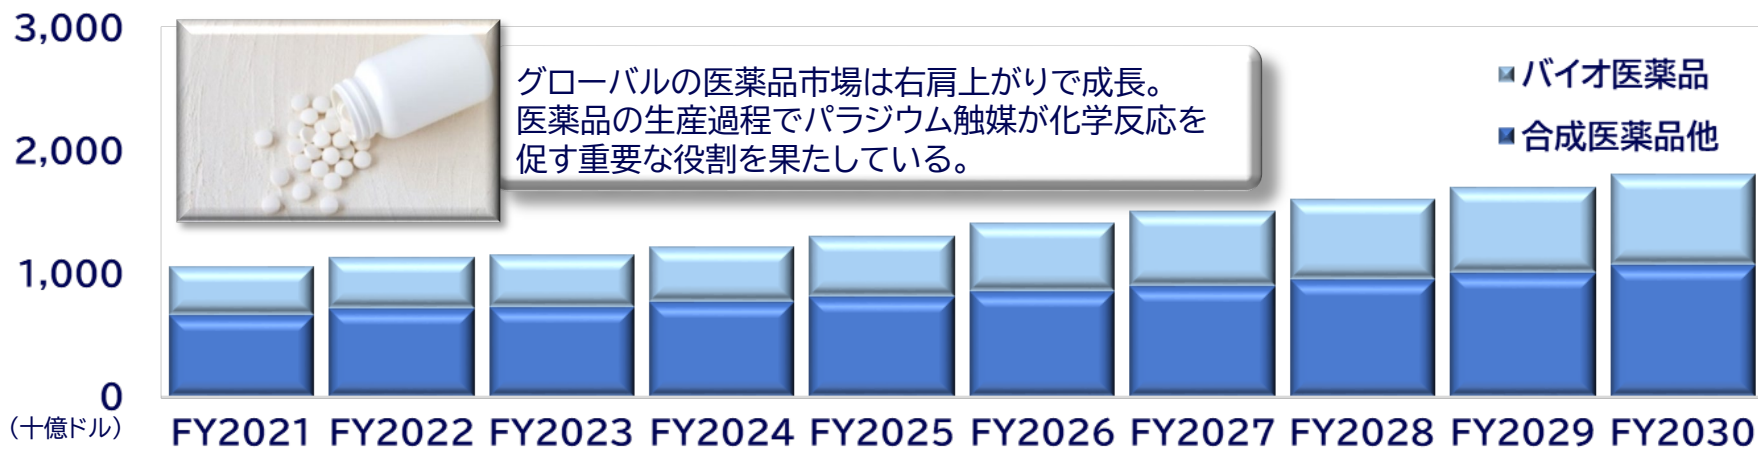 3,000
2,000
1,000
0
（十億ドル）
グローバルの医薬品市場は右肩上がりで成長。
医薬品の生産過程でパラジウム触媒が化学反応を
促す重要な役割を果たしている。
バイオ医薬品
合成医薬品他
FY2021 FY2022 FY2023 FY2024 FY2025 FY2026 FY2027 FY2028 FY2029 FY2030